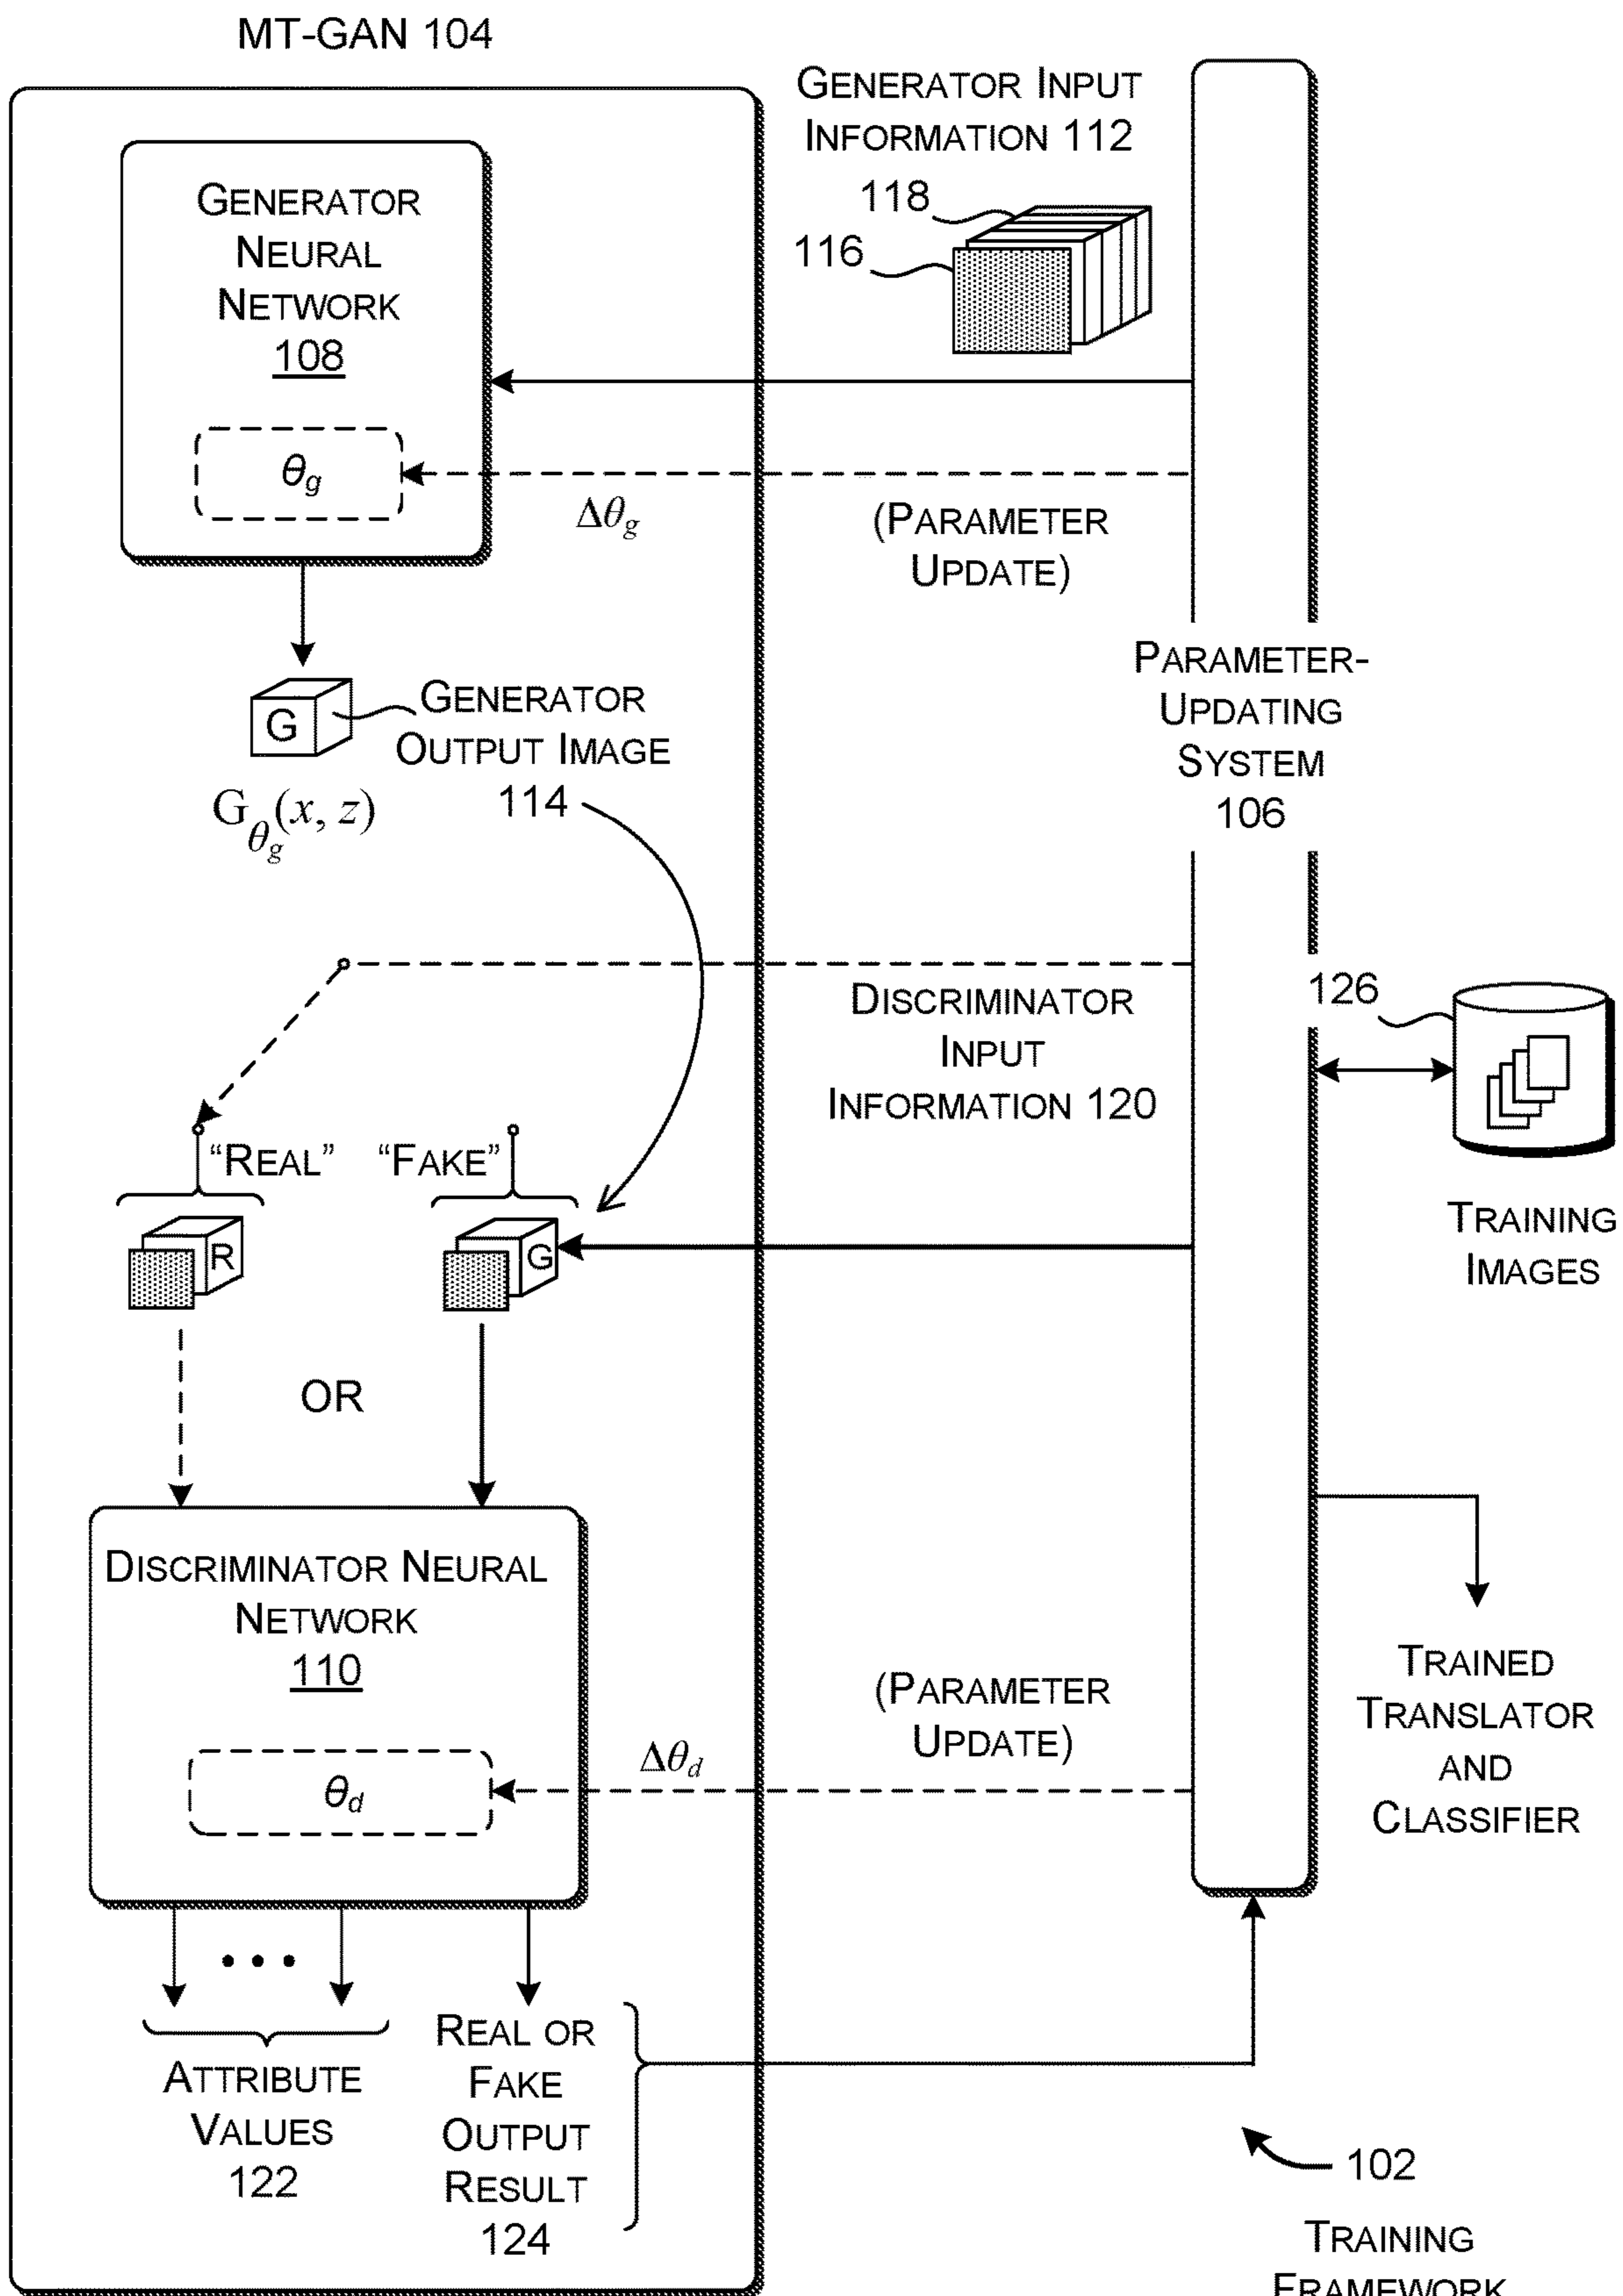 MT-GAN 104
GENERATOR INPUT
INFORMATION 112
118
116
GENERATOR
NEURAL
NETWORK
108
θg
Δθg
(PARAMETER
UPDATE)
PARAMETER-
UPDATING
SYSTEM
106
G
GENERATOR
OUTPUT IMAGE
114
Gθg(x, z)
DISCRIMINATOR
INPUT
INFORMATION 120
126
TRAINING
IMAGES
“REAL”
“FAKE”
R
G
OR
DISCRIMINATOR NEURAL
NETWORK
110
θd
Δθd
(PARAMETER
UPDATE)
TRAINED
TRANSLATOR
AND
CLASSIFIER
ATTRIBUTE
VALUES
122
REAL OR
FAKE
OUTPUT
RESULT
124
102
TRAINING
FRAMEWORK